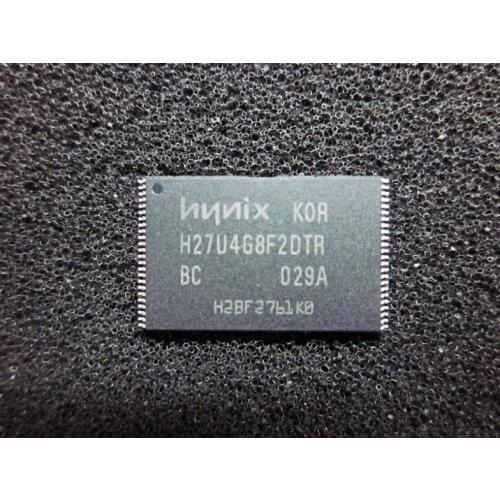 hynix KOR
H27U4G8F2DTR
BC 029A
H2BF2761K0